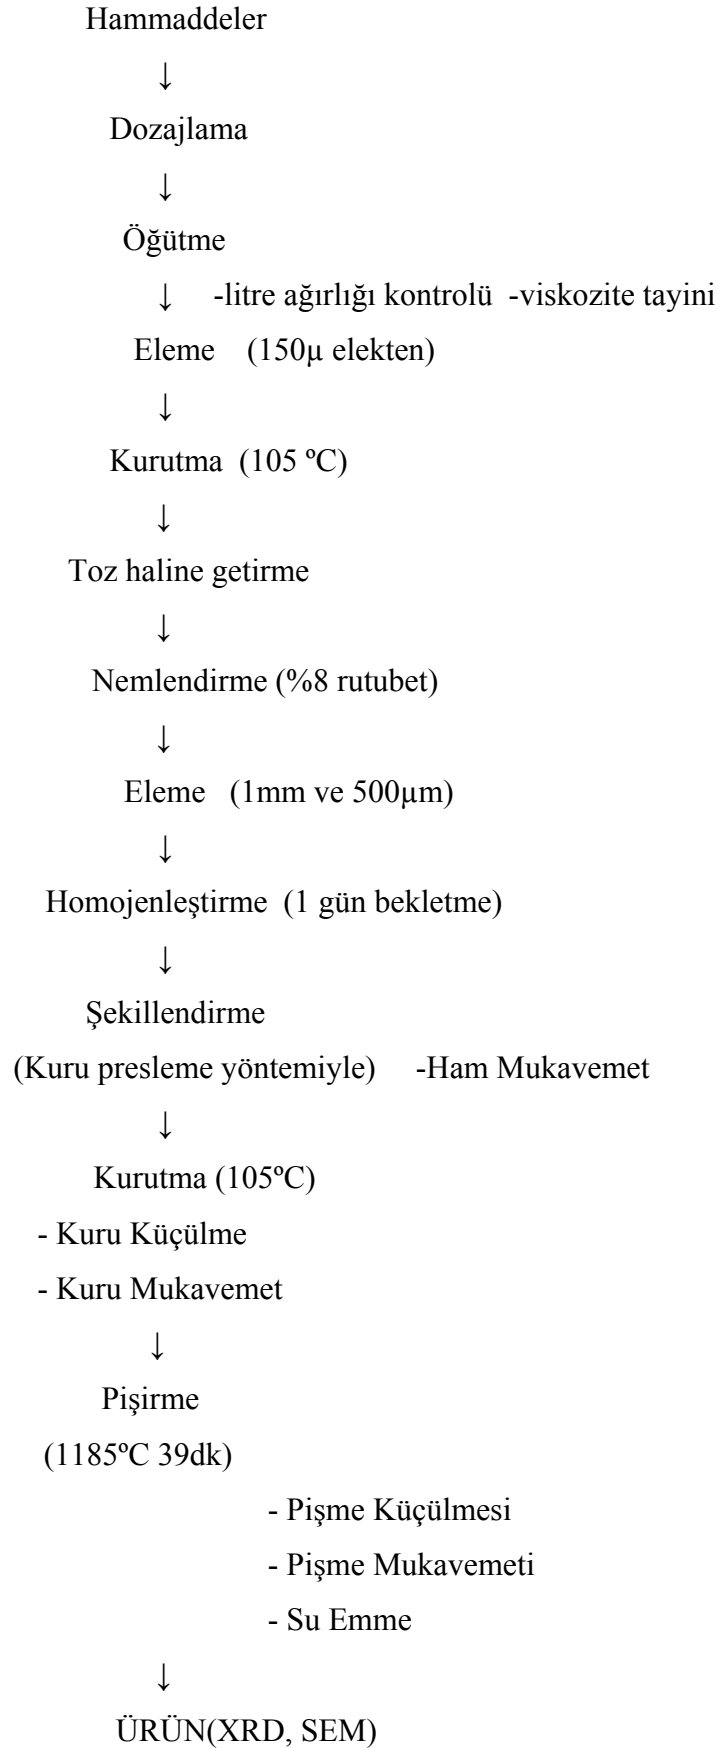 Hammaddeler
↓
Dozajlama
↓
Öğütme
↓ -litre ağırlığı kontrolü -viskozite tayini
Eleme (150µ elekten)
↓
Kurutma (105 ºC)
↓
Toz haline getirme
↓
Nemlendirme (%8 rutubet)
↓
Eleme (1mm ve 500µm)
↓
Homojenleştirme (1 gün bekletme)
↓
Şekillendirme
(Kuru presleme yöntemiyle) -Ham Mukavemet
↓
Kurutma (105ºC)
- Kuru Küçülme
- Kuru Mukavemet
↓
Pişirme
(1185ºC 39dk)
- Pişme Küçülmesi
- Pişme Mukavemeti
- Su Emme
↓
ÜRÜN(XRD, SEM)